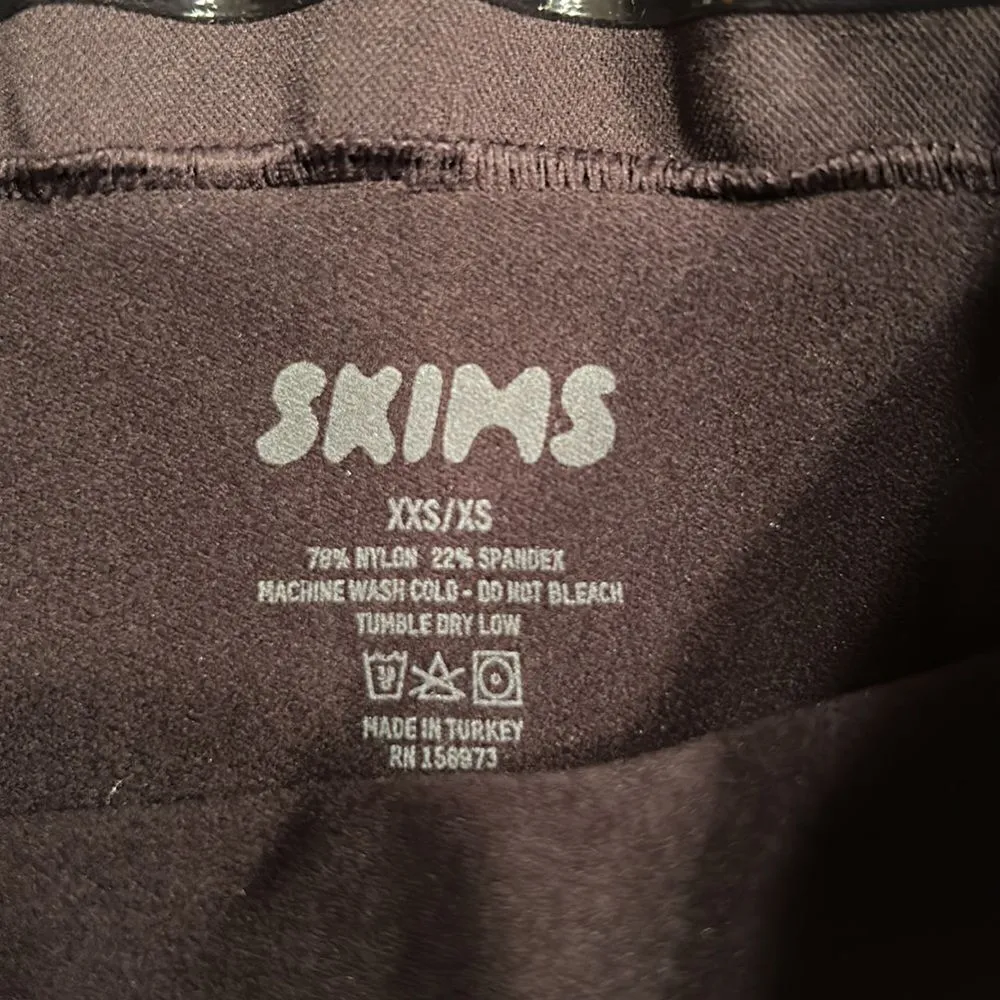 SKIMS
XXS/XS
78% NYLON 22% SPANDEX
MACHINE WASH COLD - DO NOT BLEACH
TUMBLE DRY LOW
MADE IN TURKEY
RN 158973